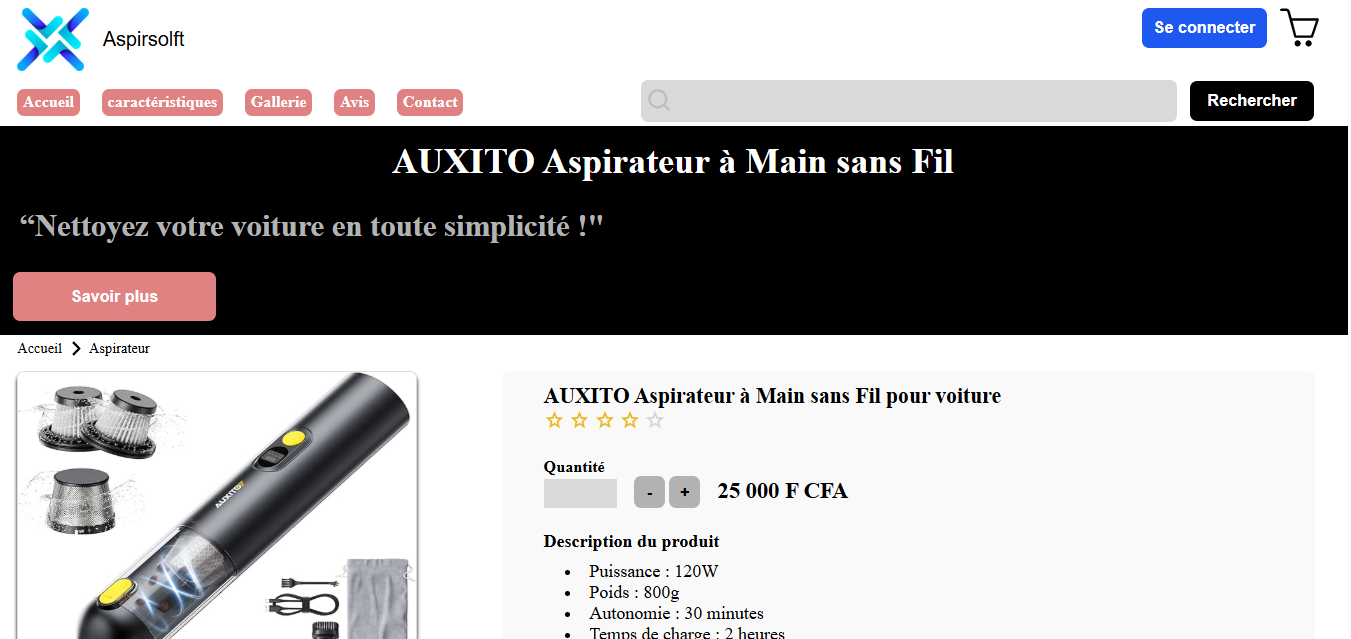 Aspirsolft
Se connecter
Accueil caractéristiques Gallerie Avis Contact
Rechercher
AUXITO Aspirateur à Main sans Fil
“Nettoyez votre voiture en toute simplicité !"
Savoir plus
Accueil Aspirateur
AUXITO
AUXITO Aspirateur à Main sans Fil pour voiture
Quantité
- + 25 000 F CFA
Description du produit
• Puissance : 120W
• Poids : 800g
• Autonomie : 30 minutes
• Temps de charge : 2 heures